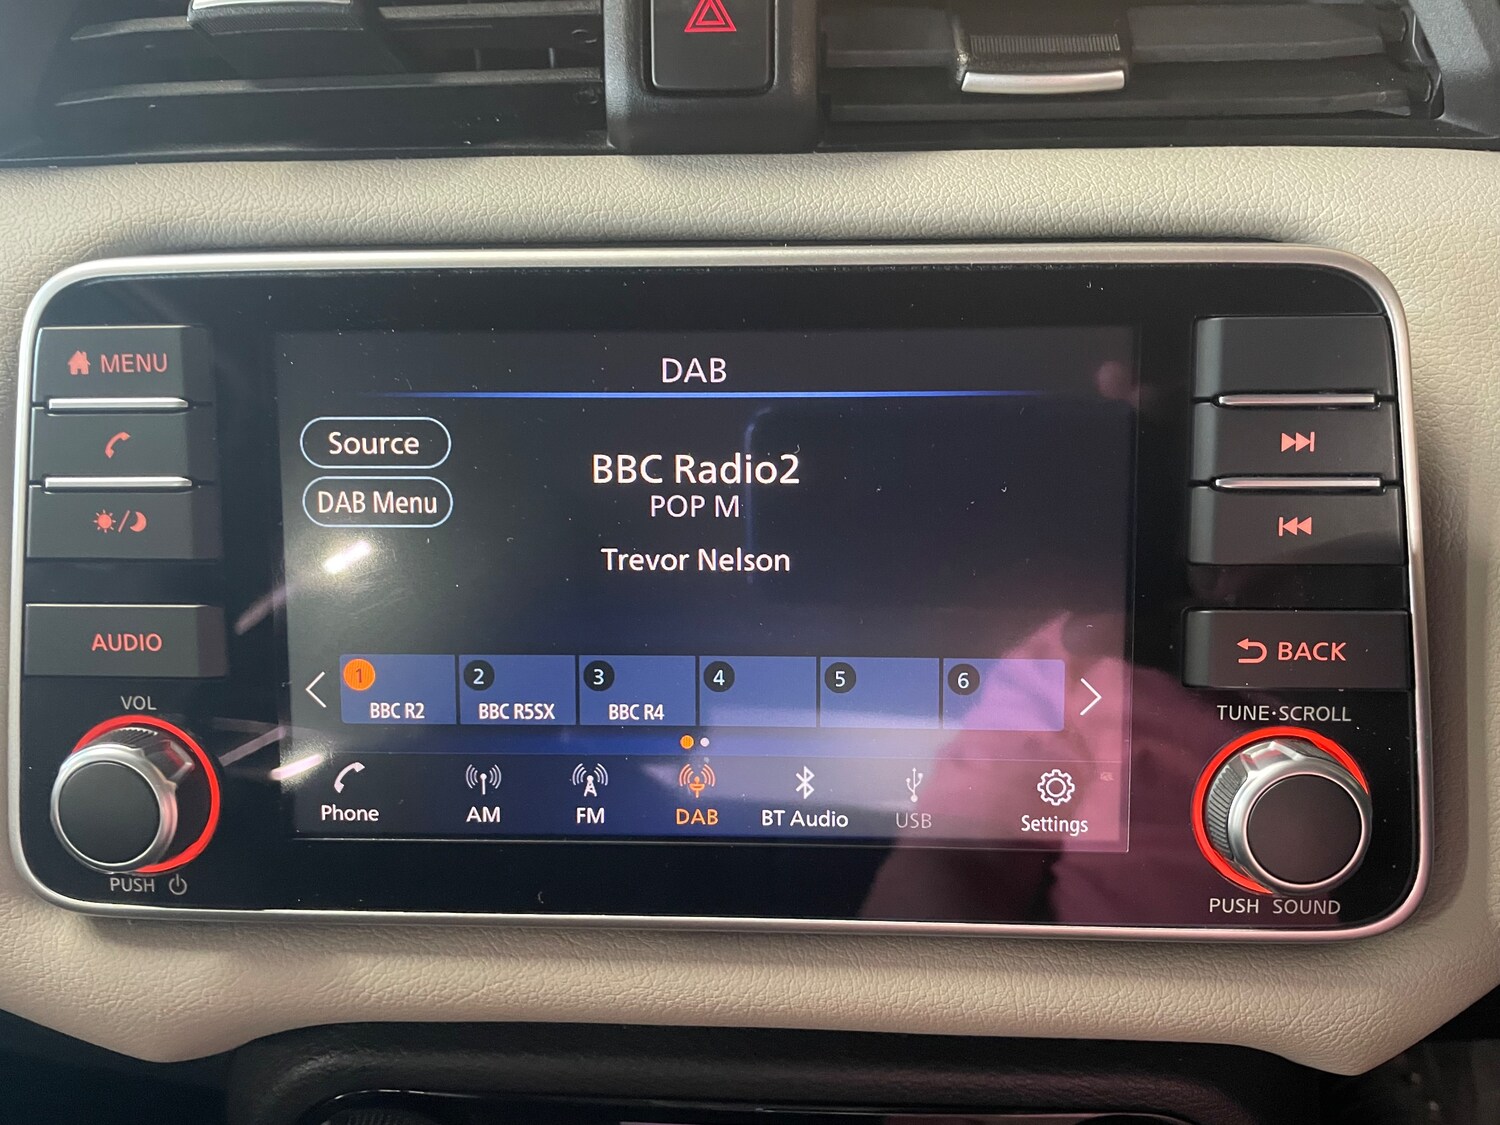 DAB
MENU
Source
BBC Radio2
DAB Menu
POP M
Trevor Nelson
AUDIO
BACK
VOL
TUNE·SCROLL
1 2 3 4 5 6
BBC R2 BBC R5SX BBC R4
Phone AM FM DAB BT Audio USB Settings
PUSH
PUSH SOUND